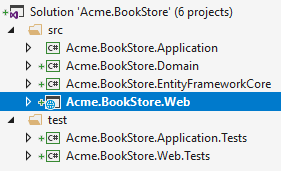 Solution 'Acme.BookStore' (6 projects)
src
C# Acme.BookStore.Application
C# Acme.BookStore.Domain
C# Acme.BookStore.EntityFrameworkCore
Acme.BookStore.Web
test
C# Acme.BookStore.Application.Tests
C# Acme.BookStore.Web.Tests